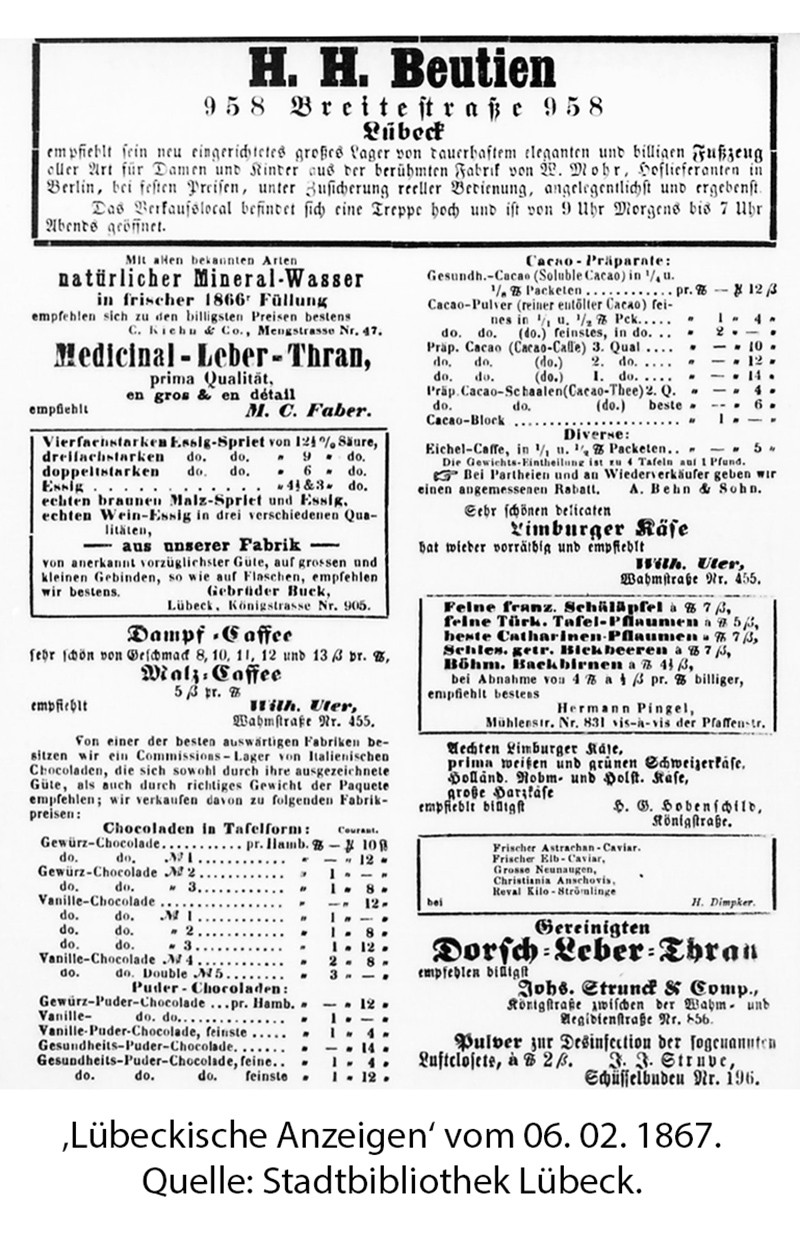 H. H. Beutien
958 Breitestraße 958
Lübeck
empfiehlt sein neu eingerichtetes großes Lager von dauerhaftem eleganten und billigen Fußzeug
aller Art für Damen und Kinder aus der berühmten Fabrik von W. Mohr, Hoflieferanten in
Berlin, bei festen Preisen, unter Zusicherung reeller Bedienung, angelegentlichst und ergebenst.
Das Verkaufslocal befindet sich eine Treppe hoch und ist von 9 Uhr Morgens bis 7 Uhr
Abends geöffnet.
Mit allen bekannten Arten
natürlicher Mineral-Wasser
in frischer 1866r Füllung
empfehlen sich zu den billigsten Preisen bestens
& Co., Mengstrasse Nr. 47.
Medicinal-Leber-Thran,
prima Qualität,
en gros & en détail
empfiehlt M. C. Faber.
Vierfachstarken Essig-Spriet von 12½ % Säure,
dreifachstarken do. do. " 9 " do.
doppeltstarken do. do. " 6 " do.
Essig . . . . . . . . . . . " 4½ & 3 " do.
echten braunen Malz-Spriet und Essig,
echten Wein-Essig in drei verschiedenen Qua-
litäten,
— aus unserer Fabrik —
von anerkannt vorzüglichster Güte, auf grossen und
kleinen Gebinden, so wie auf Flaschen, empfehlen
wir bestens. Gebrüder Buck,
Lübeck, Königstrasse Nr. 905.
Dampf-Caffee
sehr schön von Geschmack 8, 10, 11, 12 und 13 ß pr. ℔,
Malz-Caffee
5 ß pr. ℔
empfiehlt Wilh. Uter,
Wahmstraße Nr. 455.
Von einer der besten auswärtigen Fabriken be-
sitzen wir ein Commissions-Lager von Italienischen
Chocoladen, die sich sowohl durch ihre ausgezeichnete
Güte, als auch durch richtiges Gewicht der Paquete
empfehlen; wir verkaufen davon zu folgenden Fabrik-
preisen:
Chocoladen in Tafelform: Courant.
Gewürz-Chocolade........... pr. Hamb. ℔ — ℳ 10 ß
do. do. № 1 ............... " — " 12 "
Gewürz-Chocolade № 2 ............ " 1 " — "
do. do. " 3............... " 1 " 8 "
Vanille-Chocolade ................. " — " 12 "
do. do. № 1 ............... " 1 " — "
do. do. " 2 ............... " 1 " 8 "
do. do. " 3 ............... " 1 " 12 "
Vanille-Chocolade № 4 ............ " 2 " 8 "
do. do. Double № 5........ " 3 " — "
Puder-Chocoladen:
Gewürz-Puder-Chocolade ...pr. Hamb. " — " 12 "
Vanille- do. do............... " 1 " — "
Vanille-Puder-Chocolade, feinste ..... " 1 " 4 "
Gesundheits-Puder-Chocolade........ " — " 14 "
Gesundheits-Puder-Chocolade, feine.. " 1 " 4 "
do. do. do. feinste " 1 " 12 "
Cacao-Präparate:
Gesundh.-Cacao (Soluble Cacao) in ¼ u.
⅛ ℔ Packeten ............ pr. ℔ — ℳ 12 ß
Cacao-Pulver (reiner entölter Cacao) fei-
nes in 1/1 u. ½ ℔ Pck..... " 1 " 4 "
do. do. (do.) feinstes, in do... " 2 " — "
Präp. Cacao (Cacao-Caffe) 3. Qual .... " — " 10 "
do. do. (do.) 2. do. .... " — " 12 "
do. do. (do.) 1. do. .... " — " 14 "
Präp. Cacao-Schaalen (Cacao-Thee) 2. Q. " — " 4 "
do. do. (do.) beste " — " 6 "
Cacao-Block ...................... " 1 " — "
Diverse:
Eichel-Caffe, in 1/1 u. ¼ ℔ Packeten.. " — " 5 "
Die Gewichts-Eintheilung ist zu 4 Tafeln auf 1 Pfund.
☞ Bei Partheien und an Wiederverkäufer geben wir
einen angemessenen Rabatt. A. Behn & Sohn.
Sehr schönen delicaten
Limburger Käse
hat wieder vorräthig und empfiehlt
Wilh. Uter,
Wahmstraße Nr. 455.
Feine franz. Schäläpfel à ℔ 7 ß,
feine Türk. Tafel-Pflaumen à ℔ 5 ß,
beste Catharinen-Pflaumen " ℔ 7 ß,
Schles. getr. Bickbeeren à ℔ 7 ß,
Böhm. Backbirnen à ℔ 4½ ß,
bei Abnahme von 4 ℔ à ½ ß pr. ℔ billiger,
empfiehlt bestens
Hermann Pingel,
Mühlenstr. Nr. 831 vis-à-vis der Pfaffenstr.
Aechten Limburger Käse,
prima weißen und grünen Schweizerkäse,
Holländ. Rohm- und Holst. Käse,
große Harzkäse
empfiehlt billigst H. G. Hobenschild,
Königstraße.
Frischer Astrachan-Caviar.
Frischer Elb-Caviar,
Grosse Neunaugen,
Christiania Anschovis,
Reval Kilo-Strömlinge
bei H. Dimpker.
Gereinigten
Dorsch-Leber-Thran
empfehlen billigst
Johs. Strunck & Comp.,
Königstraße zwischen der Wahm- und
Aegidienstraße Nr. 856.
Pulver zur Desinfection der sogenannten
Luftclosets, à ℔ 2 ß. J. J. Strube,
Schüsselbuden Nr. 196.
‚Lübeckische Anzeigen‘ vom 06. 02. 1867.
Quelle: Stadtbibliothek Lübeck.